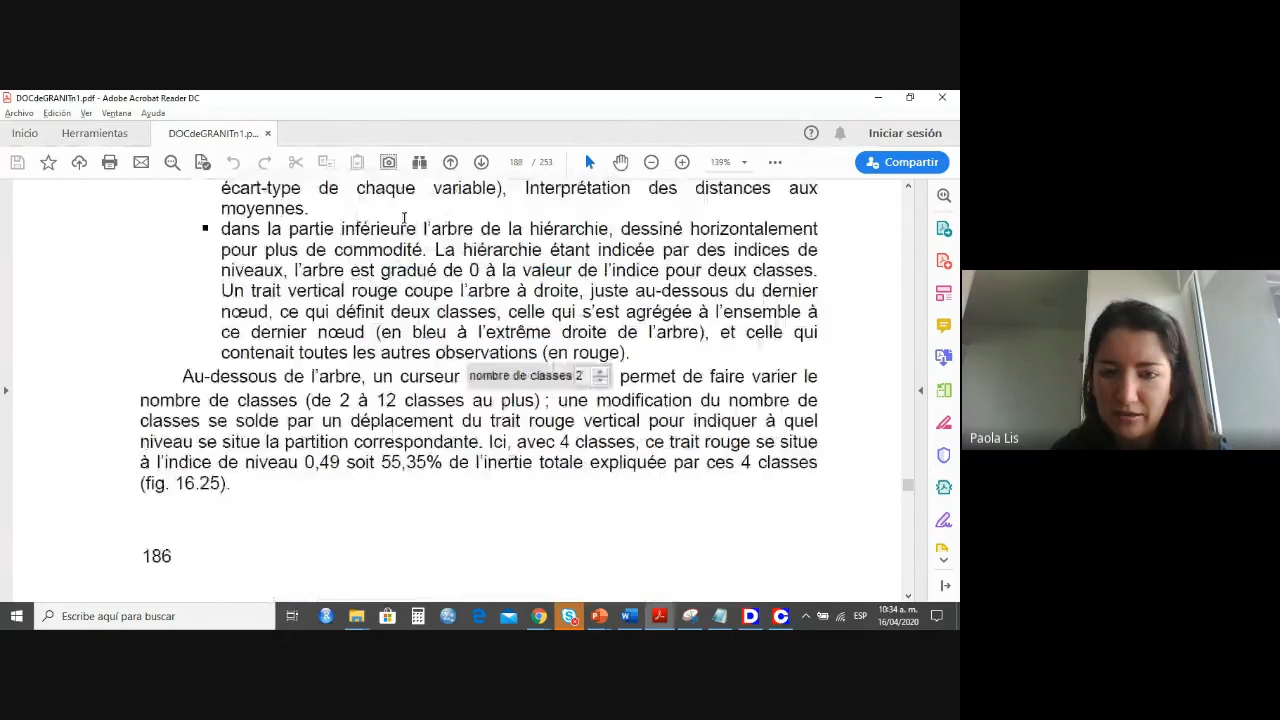 DOCdeGRANITn1.pdf - Adobe Acrobat Reader DC
Archivo Edición Ver Ventana Ayuda
Inicio Herramientas DOCdeGRANITn1.p... × Iniciar sesión
188 / 253 139% Compartir
écart-type de chaque variable), Interprétation des distances aux
moyennes.
▪ dans la partie inférieure l’arbre de la hiérarchie, dessiné horizontalement
pour plus de commodité. La hiérarchie étant indicée par des indices de
niveaux, l’arbre est gradué de 0 à la valeur de l’indice pour deux classes.
Un trait vertical rouge coupe l’arbre à droite, juste au-dessous du dernier
nœud, ce qui définit deux classes, celle qui s’est agrégée à l’ensemble à
ce dernier nœud (en bleu à l’extrême droite de l’arbre), et celle qui
contenait toutes les autres observations (en rouge).
Au-dessous de l’arbre, un curseur nombre de classes 2 permet de faire varier le
nombre de classes (de 2 à 12 classes au plus) ; une modification du nombre de
classes se solde par un déplacement du trait rouge vertical pour indiquer à quel
niveau se situe la partition correspondante. Ici, avec 4 classes, ce trait rouge se situe
à l’indice de niveau 0,49 soit 55,35% de l’inertie totale expliquée par ces 4 classes
(fig. 16.25).
186
Paola Lis
Escribe aquí para buscar
ESP
10:34 a. m.
16/04/2020